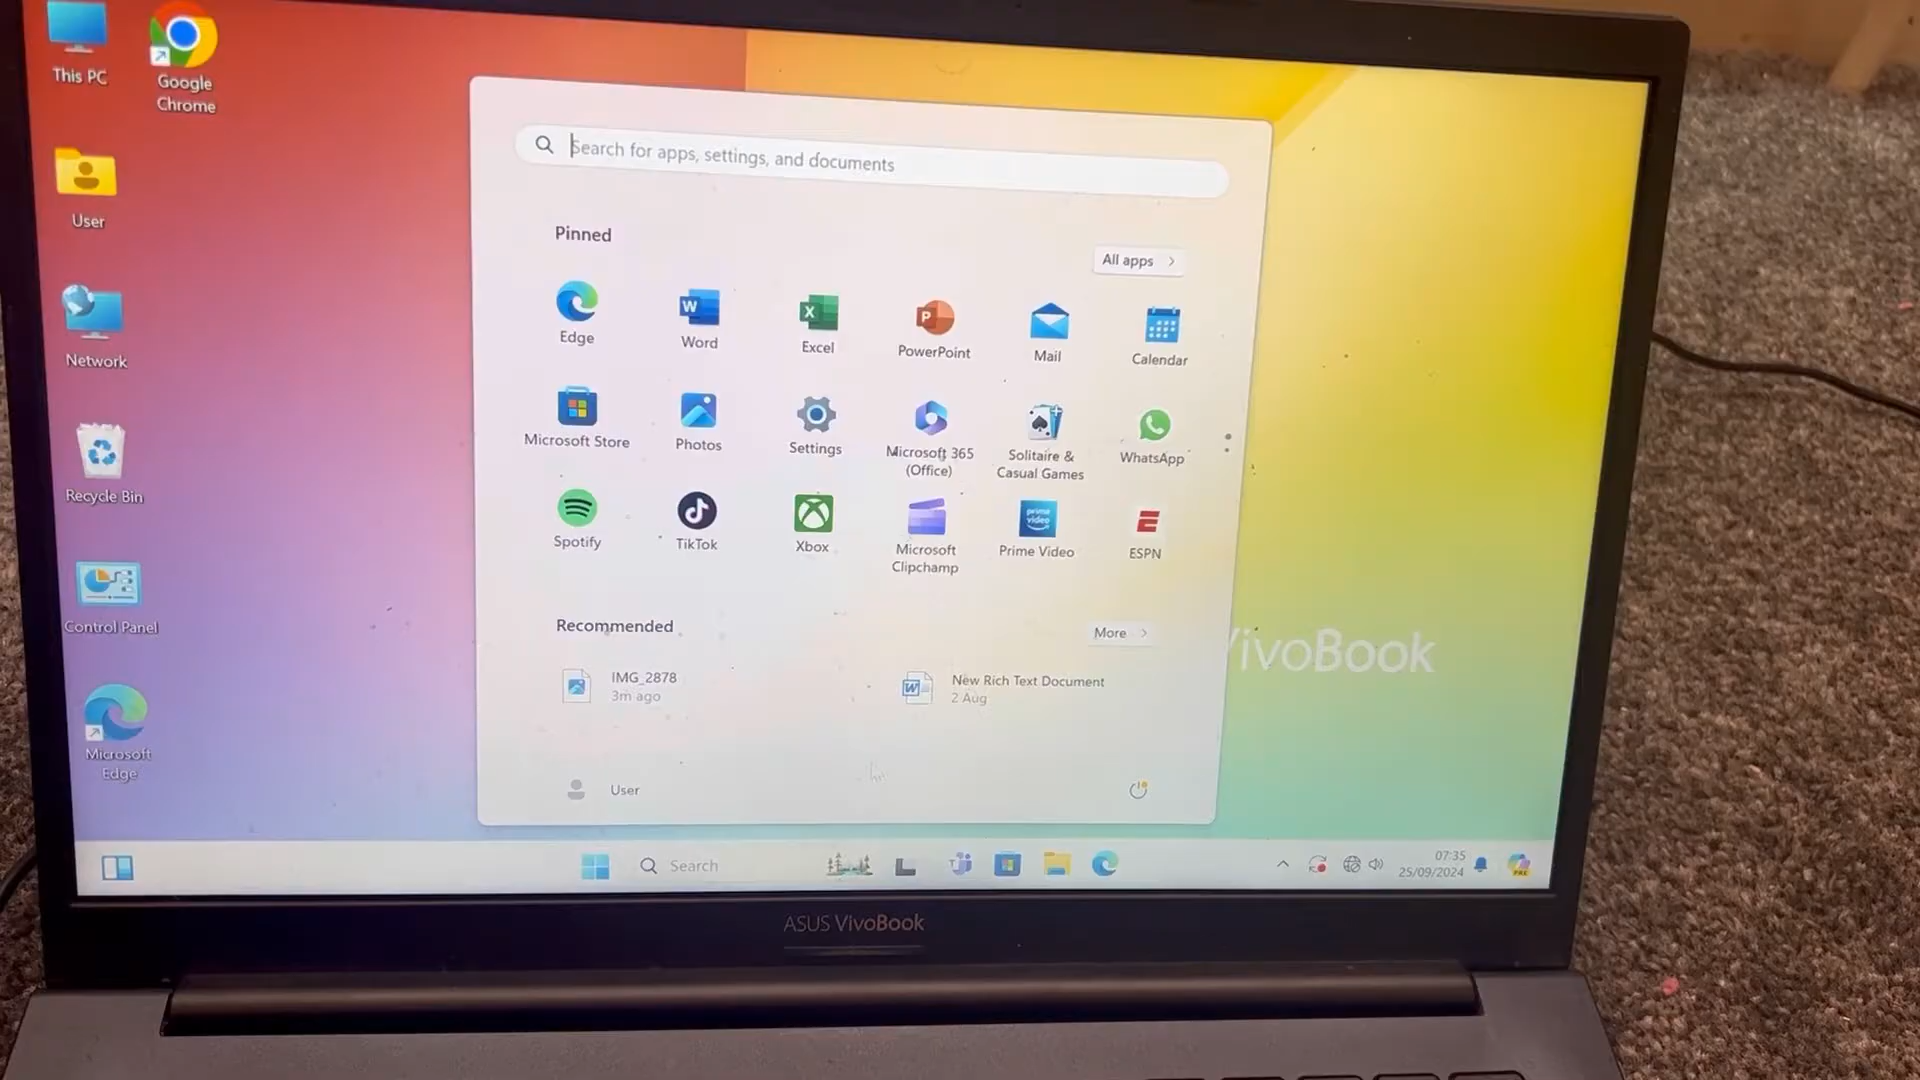 This PC
Google
Chrome
User
Network
Recycle Bin
Control Panel
Microsoft
Edge
Search for apps, settings, and documents
Pinned
All apps
Edge
Word
Excel
PowerPoint
Mail
Calendar
Microsoft Store
Photos
Settings
Microsoft 365
(Office)
Solitaire &
Casual Games
WhatsApp
Spotify
TikTok
Xbox
Microsoft
Clipchamp
prime
video
Prime Video
ESPN
Recommended
More
IMG_2878
3m ago
New Rich Text Document
2 Aug
User
VivoBook
Search
07:35
25/09/2024
PRE
ASUS VivoBook